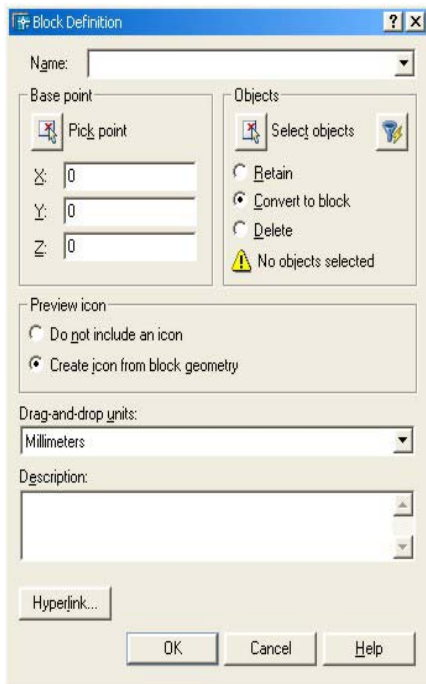 Block Definition
Name:
Base point
Pick point
X: 0
Y: 0
Z: 0
Objects
Select objects
Retain
Convert to block
Delete
No objects selected
Preview icon
Do not include an icon
Create icon from block geometry
Drag-and-drop units:
Millimeters
Description:
Hyperlink...
OK Cancel Help